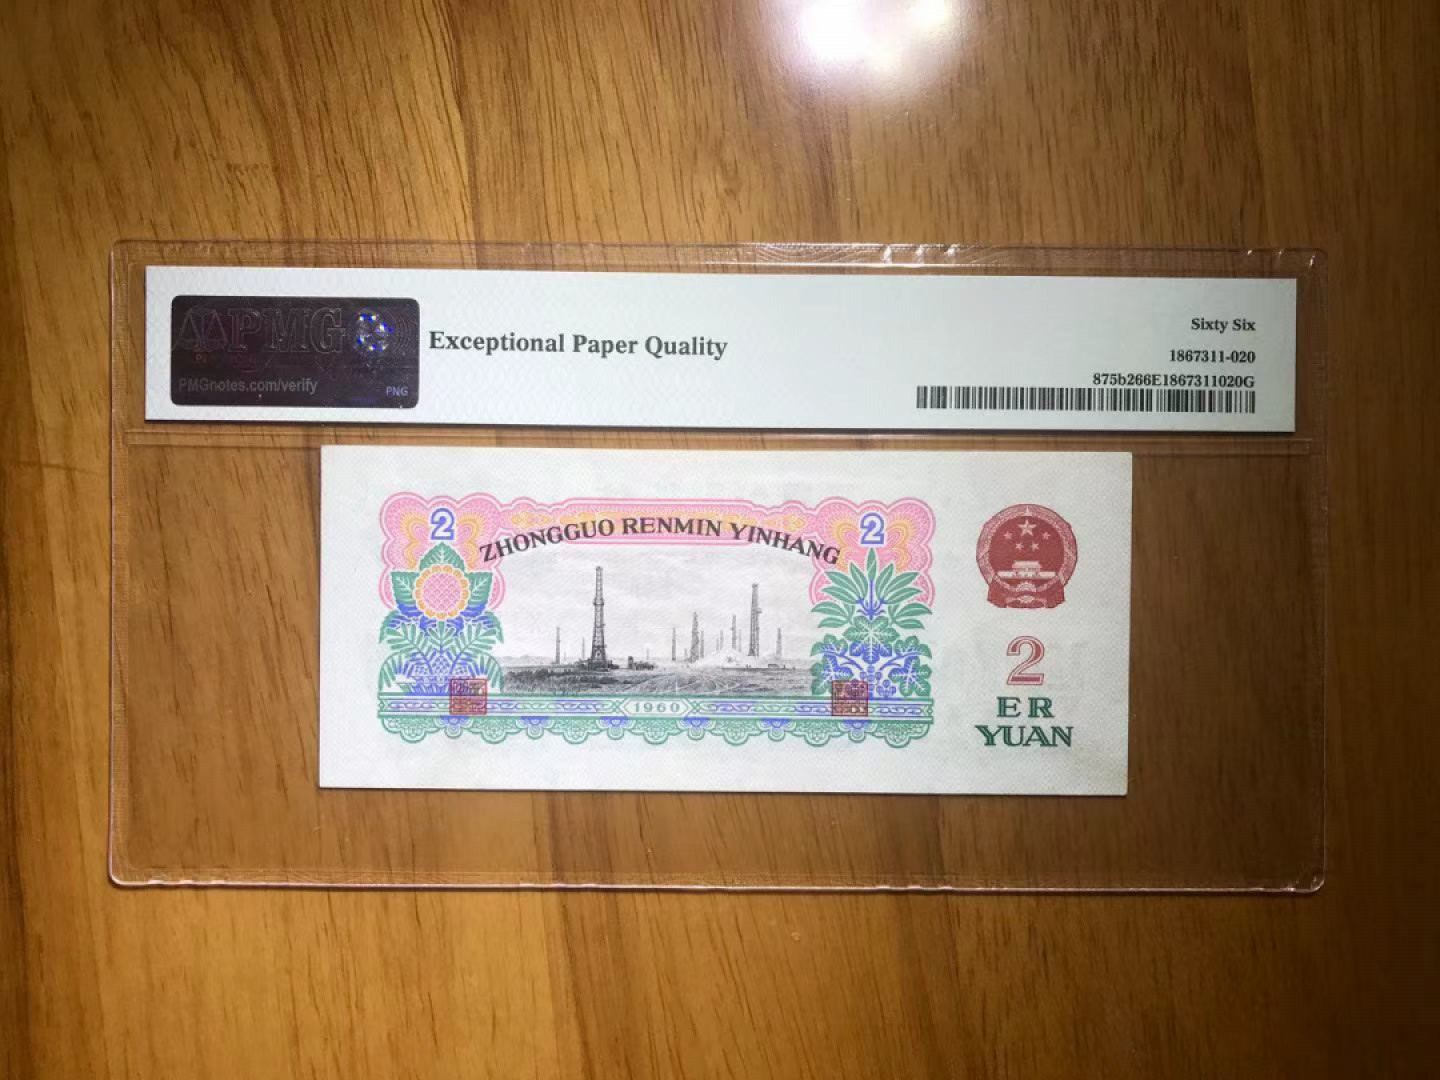 PMG
PMGnotes.com/verify
PNG
Exceptional Paper Quality
Sixty Six
1867311-020
875b266E1867311020G
2
2
ZHONGGUO RENMIN YINHANG
1960
2
ER
YUAN